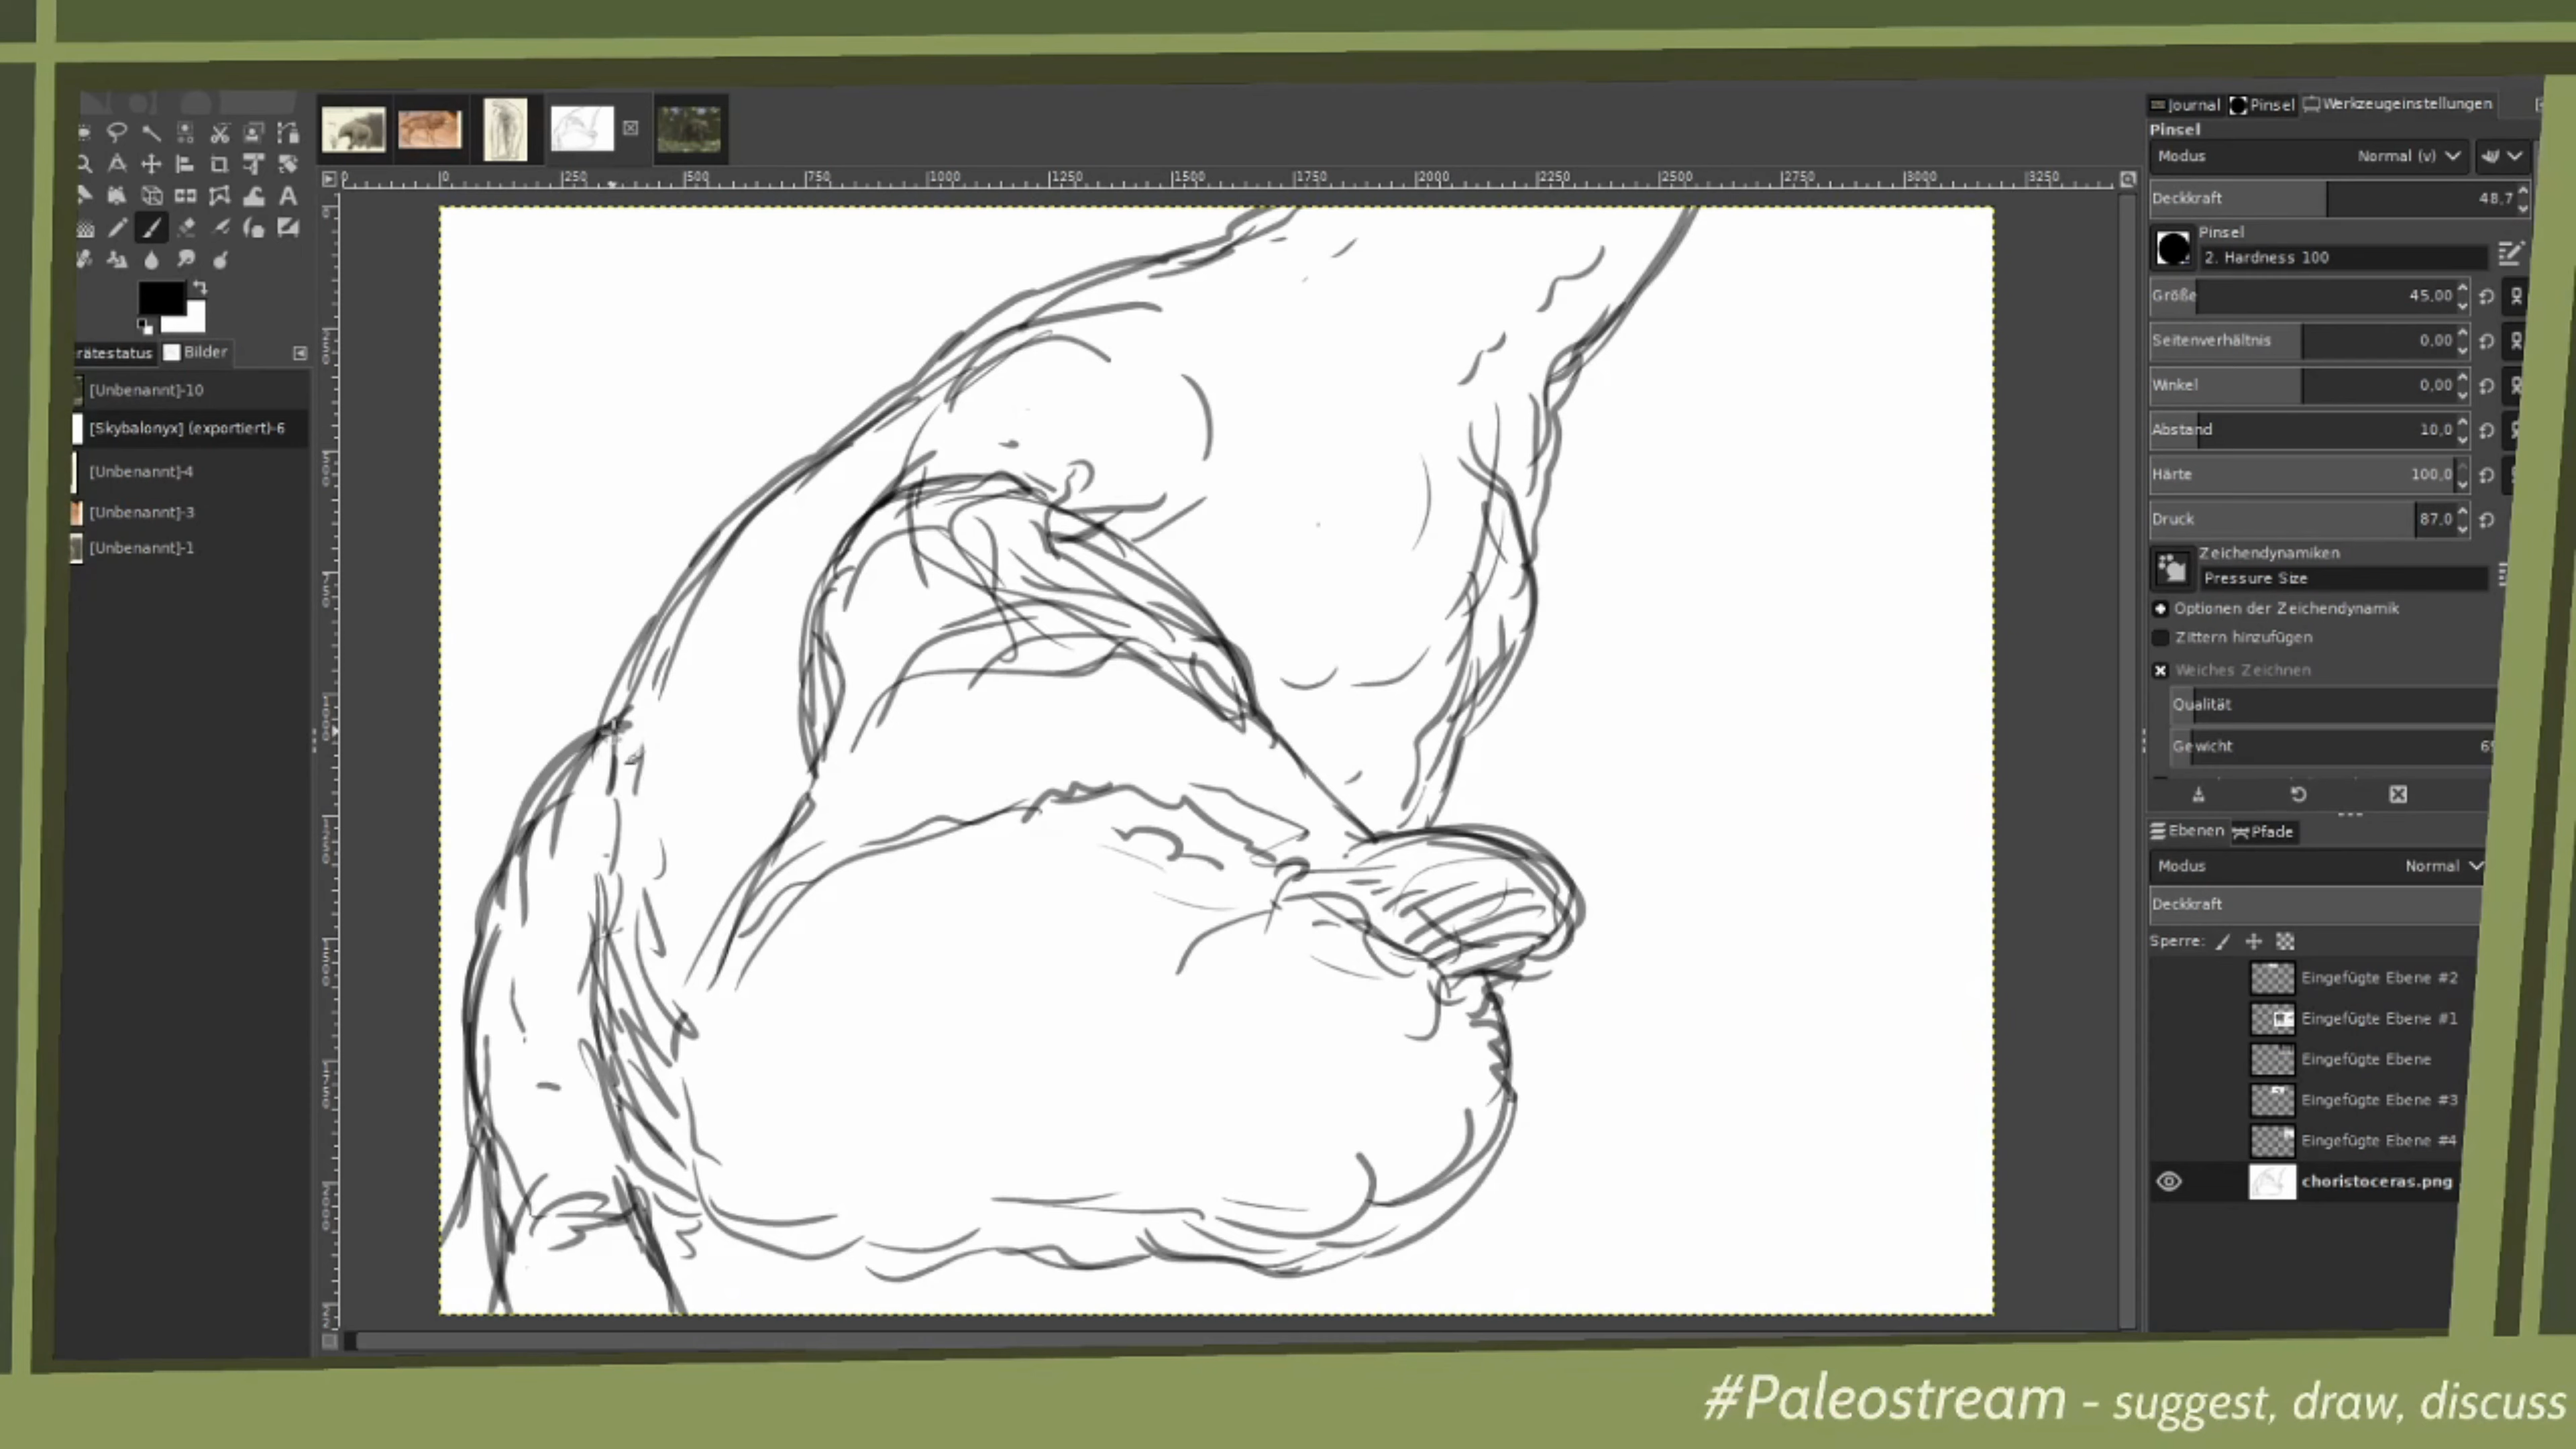 Journal Pinsel Werkzeugeinstellungen
Pinsel
Modus Normal (v)
Deckkraft 48,7
Pinsel
2. Hardness 100
Größe 45,00
Seitenverhältnis 0,00
Winkel 0,00
Abstand 10,0
Härte 100,0
Druck 87,0
Zeichendynamiken
Pressure Size
Optionen der Zeichendynamik
Zittern hinzufügen
Weiches Zeichnen
Qualität
Gewicht
Ebenen Pfade
Modus Normal
Deckkraft
Sperre:
Eingefügte Ebene #2
Eingefügte Ebene #1
Eingefügte Ebene
Eingefügte Ebene #3
Eingefügte Ebene #4
choristoceras.png
0 250 500 750 1000 1250 1500 1750 2000 2250 2500 2750 3000 3250
rätestatus Bilder
[Unbenannt]-10
[Skybalonyx] (exportiert)-6
[Unbenannt]-4
[Unbenannt]-3
[Unbenannt]-1
#Paleostream - suggest, draw, discuss